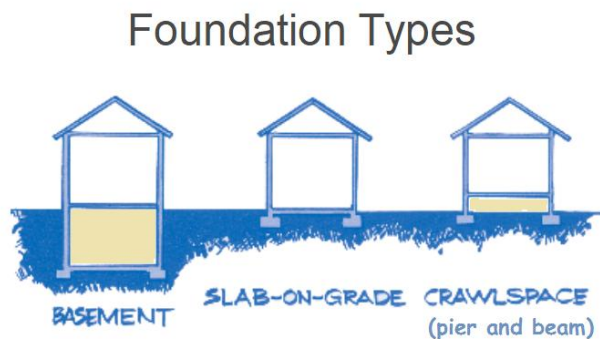 Foundation Types
BASEMENT
SLAB-ON-GRADE
CRAWLSPACE
(pier and beam)